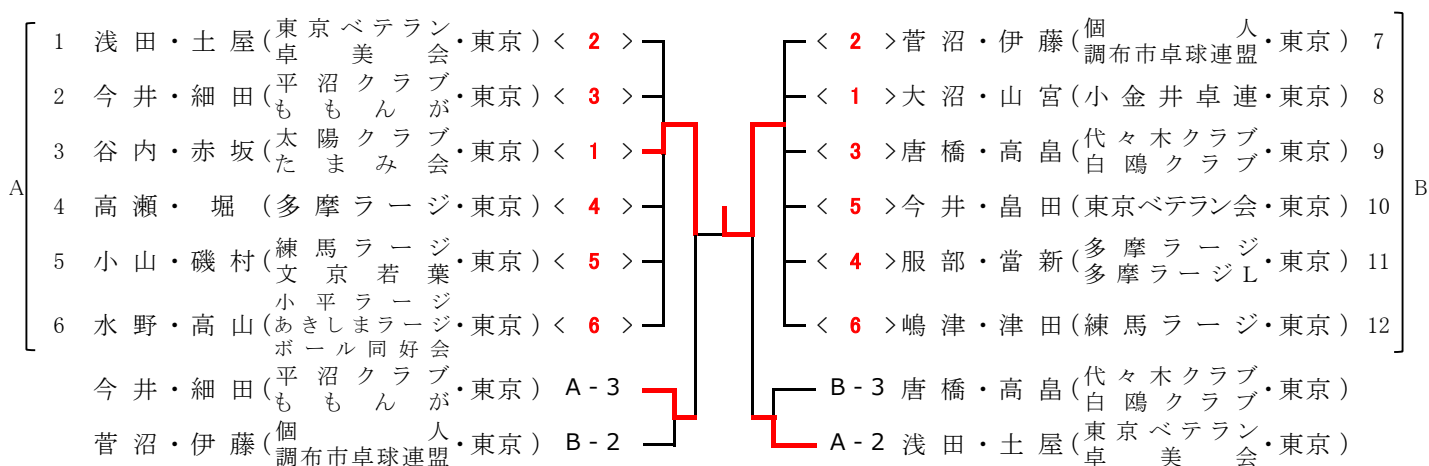 A
1 浅田・土屋(東京ベテラン 卓美会・東京) < 2 >
2 今井・細田(平沼クラブ ももんが・東京) < 3 >
3 谷内・赤坂(太陽クラブ たまみ会・東京) < 1 >
4 高瀬・堀(多摩ラージ・東京) < 4 >
5 小山・磯村(練馬ラージ 文京若葉・東京) < 5 >
6 水野・高山(小平ラージ あきしまラージ ボール同好会・東京) < 6 >
今井・細田(平沼クラブ ももんが・東京) A-3
菅沼・伊藤(個人 調布市卓球連盟・東京) B-2
B
< 2 > 菅沼・伊藤(個人 調布市卓球連盟・東京) 7
< 1 > 大沼・山宮(小金井卓連・東京) 8
< 3 > 唐橋・高畠(代々木クラブ 白鴎クラブ・東京) 9
< 5 > 今井・畠田(東京ベテラン会・東京) 10
< 4 > 服部・當新(多摩ラージ 多摩ラージL・東京) 11
< 6 > 嶋津・津田(練馬ラージ・東京) 12
B-3 唐橋・高畠(代々木クラブ 白鴎クラブ・東京)
A-2 浅田・土屋(東京ベテラン 卓美会・東京)